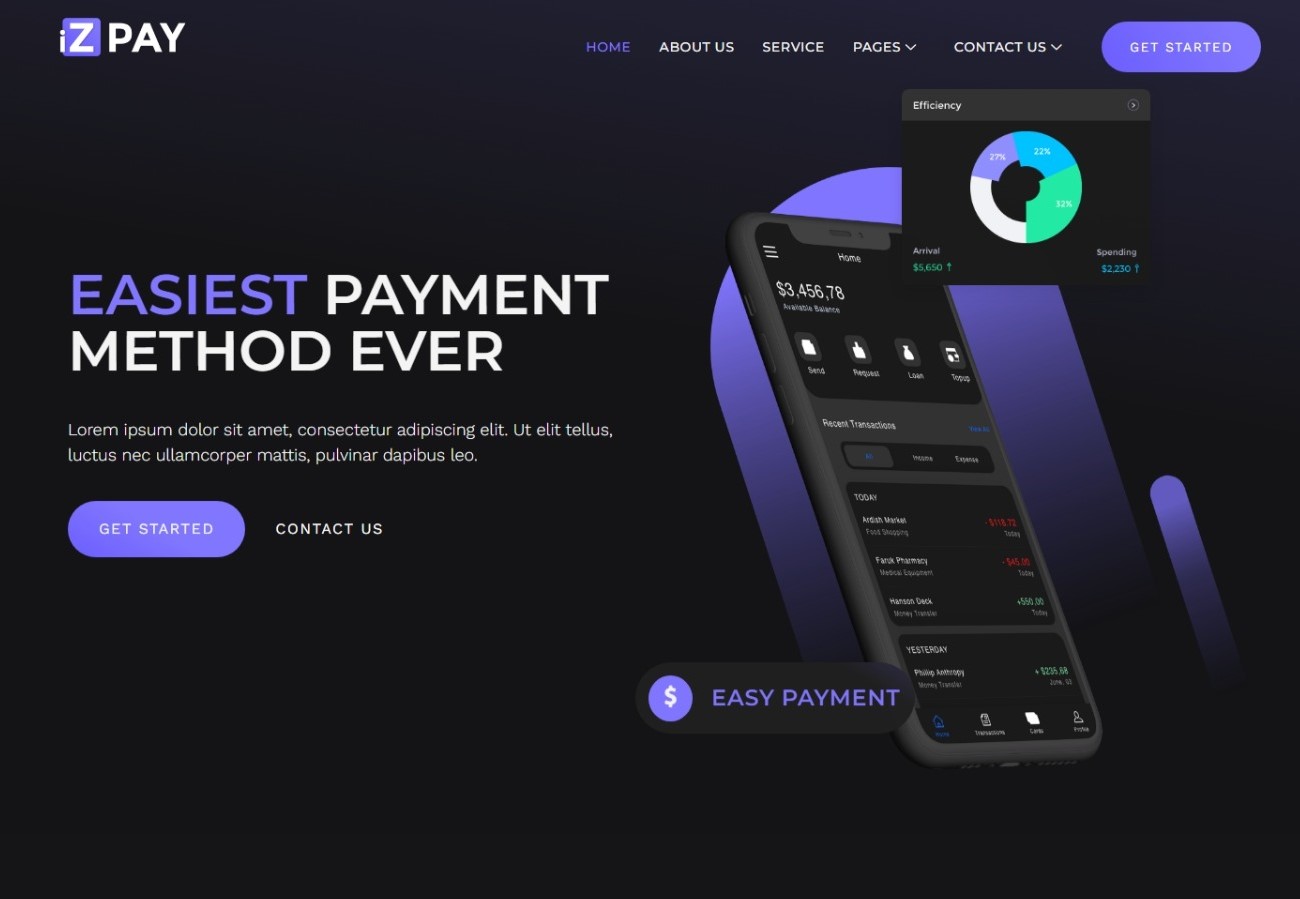 iZ PAY
HOME ABOUT US SERVICE PAGES CONTACT US GET STARTED
EASIEST PAYMENT
METHOD EVER
Lorem ipsum dolor sit amet, consectetur adipiscing elit. Ut elit tellus,
luctus nec ullamcorper mattis, pulvinar dapibus leo.
GET STARTED CONTACT US
Efficiency
27% 22%
32%
Arrival Spending
$5,650 ↑ $2,230 ↑
Home
$3,456,78
Available Balance
Send Request Loan Topup
Recent Transactions View All
All Income Expense
TODAY
Ardish Market - $118,72
Food Shopping Today
Faruk Pharmacy - $45,00
Medical Equipment Today
Hanson Deck +550,00
Money Transfer Today
YESTERDAY
Phillip Anthropy + $235,68
Money Transfer June, 02
Home Transactions Cards Profile
$ EASY PAYMENT